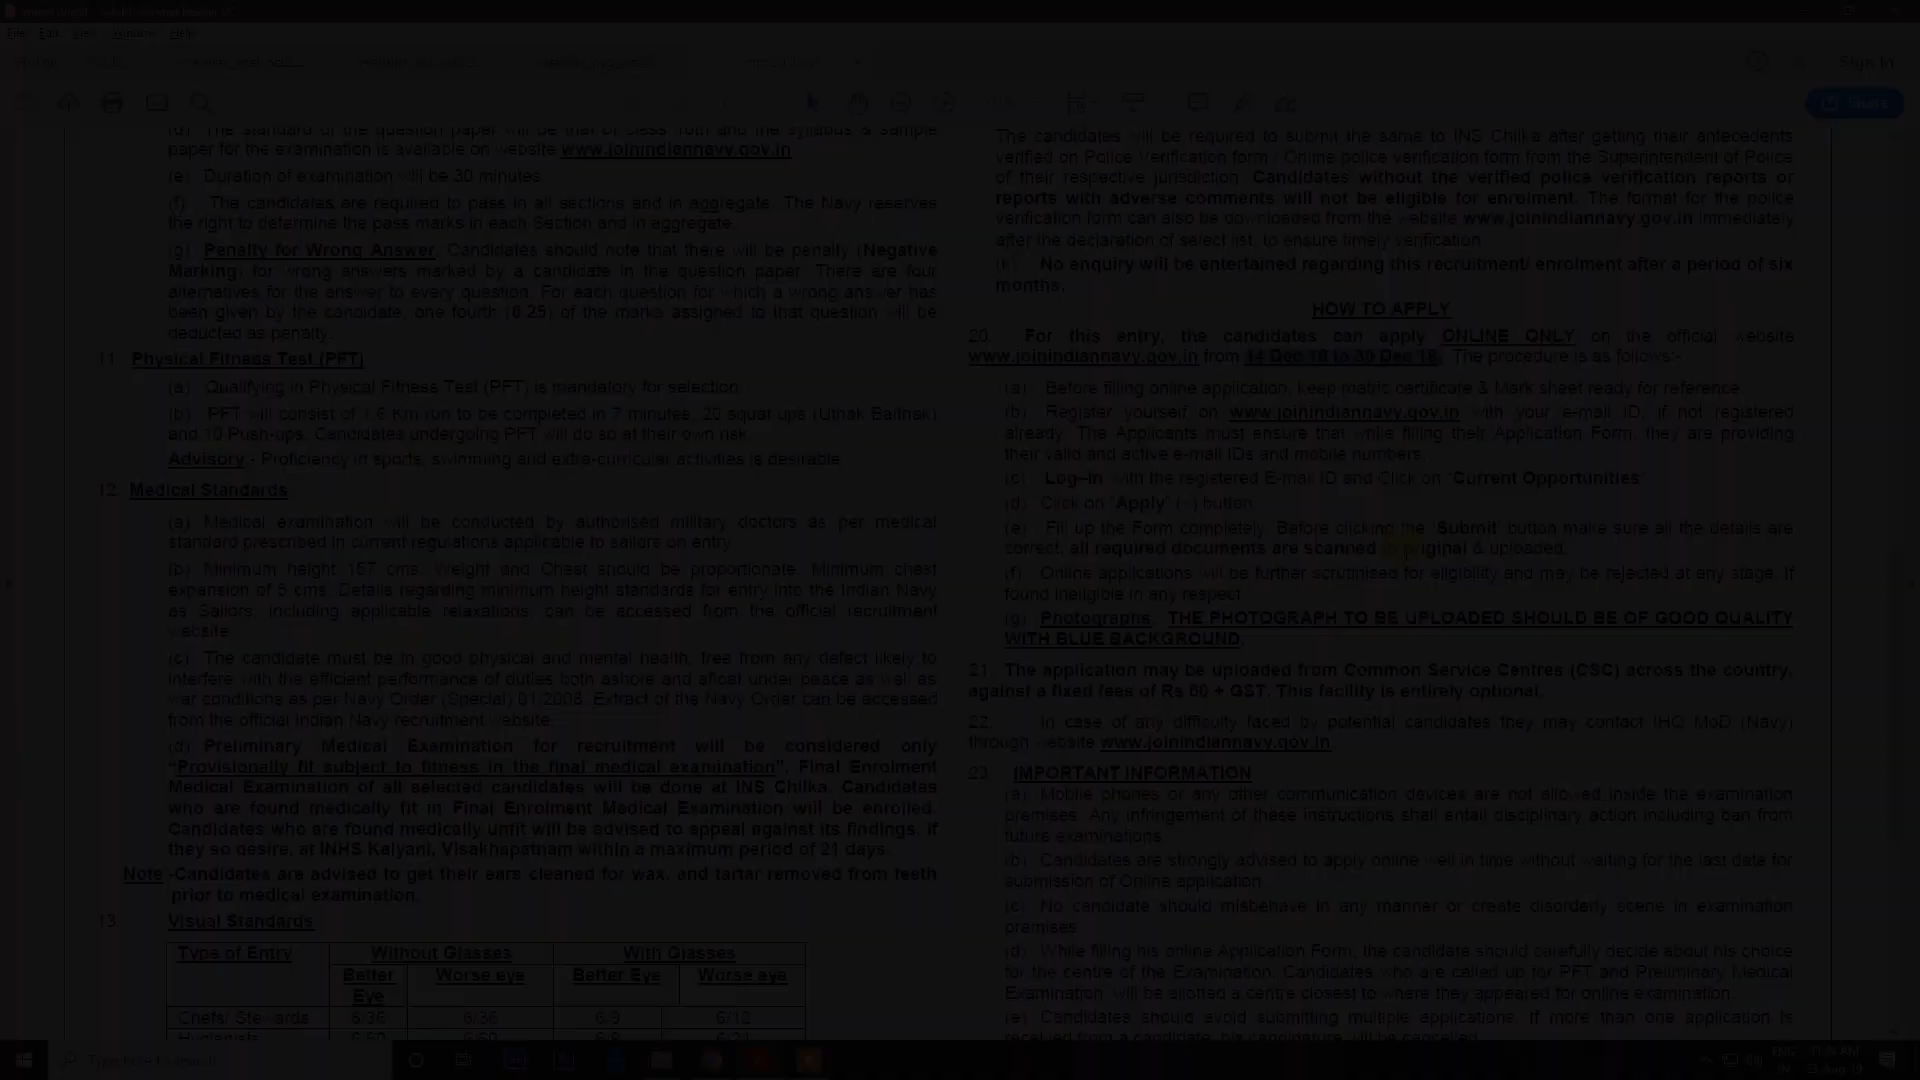 Sign In
Share
(d) The standard of the question paper will be that of class 10th and the syllabus & sample
paper for the examination is available on website www.joinindiannavy.gov.in
(e) Duration of examination will be 30 minutes.
(f) The candidates are required to pass in all sections and in aggregate. The Navy reserves
the right to determine the pass marks in each Section and in aggregate.
(g) Penalty for Wrong Answer. Candidates should note that there will be penalty (Negative
Marking) for wrong answers marked by a candidate in the question paper. There are four
alternatives for the answer to every question. For each question for which a wrong answer has
been given by the candidate, one fourth (0.25) of the marks assigned to that question will be
deducted as penalty.
11. Physical Fitness Test (PFT)
(a) Qualifying in Physical Fitness Test (PFT) is mandatory for selection.
(b) PFT will consist of 1.6 Km run to be completed in 7 minutes, 20 squat ups (Uthak Baithak)
and 10 Push-ups. Candidates undergoing PFT will do so at their own risk.
Advisory:- Proficiency in sports, swimming and extra-curricular activities is desirable.
12. Medical Standards
(a) Medical examination will be conducted by authorised military doctors as per medical
standard prescribed in current regulations applicable to sailors on entry.
(b) Minimum height 157 cms. Weight and Chest should be proportionate. Minimum chest
expansion of 5 cms. Details regarding minimum height standards for entry into the Indian Navy
as Sailors, including applicable relaxations, can be accessed from the official recruitment
website.
(c) The candidate must be in good physical and mental health, free from any defect likely to
interfere with the efficient performance of duties both ashore and afloat under peace as well as
war conditions as per Navy Order (Special) 01/2008. Extract of the Navy Order can be accessed
from the official Indian Navy recruitment website.
(d) Preliminary Medical Examination for recruitment will be considered only
“Provisionally fit subject to fitness in the final medical examination”. Final Enrolment
Medical Examination of all selected candidates will be done at INS Chilka. Candidates
who are found medically fit in Final Enrolment Medical Examination will be enrolled.
Candidates who are found medically unfit will be advised to appeal against its findings, if
they so desire, at INHS Kalyani, Visakhapatnam within a maximum period of 21 days.
Note -Candidates are advised to get their ears cleaned for wax, and tartar removed from teeth
prior to medical examination.
13. Visual Standards
Type of Entry Without Glasses With Glasses
Better Eye Worse eye Better Eye Worse eye
Chefs/ Stewards 6/36 6/36 6/9 6/12
Hygienists 6/60 6/60 6/9 6/24
The candidates will be required to submit the same to INS Chilka after getting their antecedents
verified on Police Verification form / Online police verification form from the Superintendent of Police
of their respective jurisdiction. Candidates without the verified police verification reports or
reports with adverse comments will not be eligible for enrolment. The format for the police
verification form can also be downloaded from the website www.joinindiannavy.gov.in immediately
after the declaration of select list, to ensure timely verification.
(k) No enquiry will be entertained regarding this recruitment/ enrolment after a period of six
months.
HOW TO APPLY
20. For this entry, the candidates can apply ONLINE ONLY on the official website
www.joinindiannavy.gov.in from 14 Dec 18 to 30 Dec 18. The procedure is as follows:-
(a) Before filling online application, keep matric certificate & Mark sheet ready for reference.
(b) Register yourself on www.joinindiannavy.gov.in with your e-mail ID, if not registered
already. The Applicants must ensure that while filling their Application Form, they are providing
their valid and active e-mail IDs and mobile numbers.
(c) ‘Log–in’ with the registered E-mail ID and Click on “Current Opportunities”.
(d) Click on “Apply” (√) button.
(e) Fill up the Form completely. Before clicking the ‘Submit’ button make sure all the details are
correct, all required documents are scanned in original & uploaded.
(f) Online applications will be further scrutinised for eligibility and may be rejected at any stage, if
found ineligible in any respect.
(g) Photographs. THE PHOTOGRAPH TO BE UPLOADED SHOULD BE OF GOOD QUALITY
WITH BLUE BACKGROUND.
21. The application may be uploaded from Common Service Centres (CSC) across the country,
against a fixed fees of Rs 60 + GST. This facility is entirely optional.
22. In case of any difficulty faced by potential candidates they may contact IHQ MoD (Navy)
through website www.joinindiannavy.gov.in.
23. IMPORTANT INFORMATION
(a) Mobile phones or any other communication devices are not allowed inside the examination
premises. Any infringement of these instructions shall entail disciplinary action including ban from
future examinations.
(b) Candidates are strongly advised to apply online well in time without waiting for the last date for
submission of Online application.
(c) No candidate should misbehave in any manner or create disorderly scene in examination
premises.
(d) While filling his online Application Form, the candidate should carefully decide about his choice
for the centre of the Examination. Candidates who are called up for PFT and Preliminary Medical
Examination, will be allotted a centre closest to where they appeared for online examination.
(e) Candidates should avoid submitting multiple applications. If more than one application is
received from a candidate, his candidature will be cancelled.